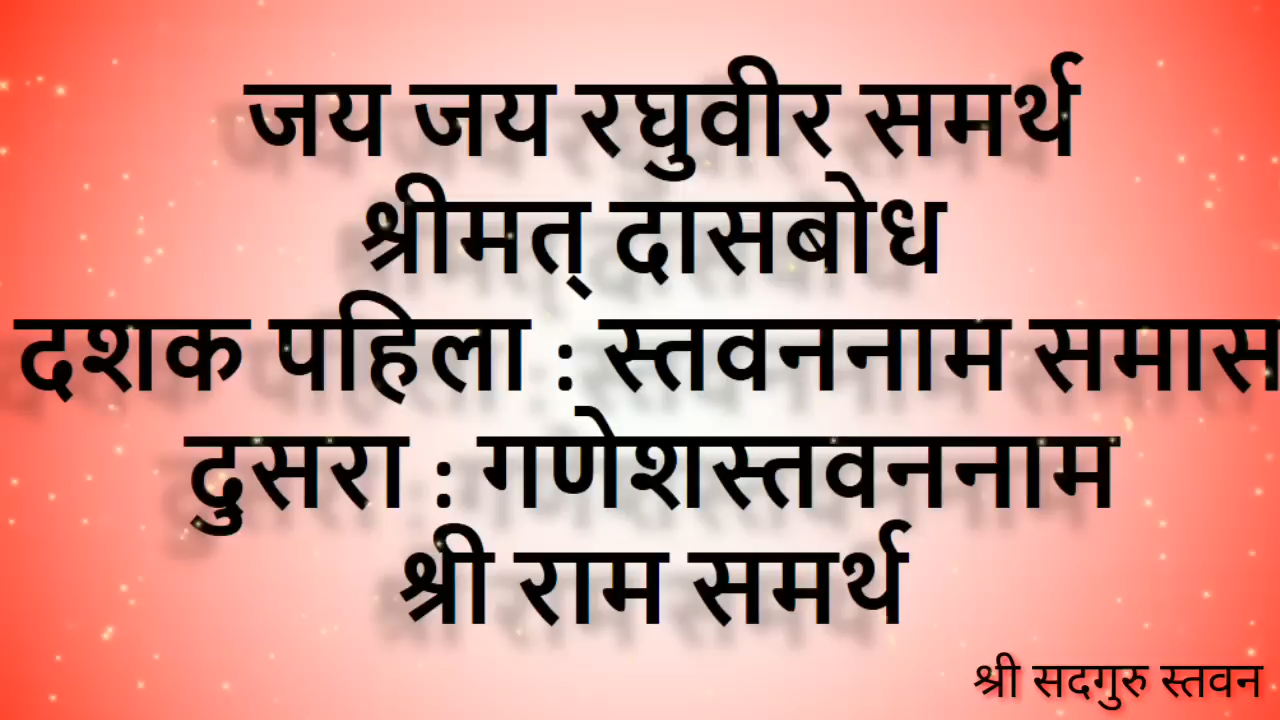 जय जय रघुवीर समर्थ
श्रीमत् दासबोध
दशक पहिला : स्तवननाम समास
दुसरा : गणेशस्तवननाम
श्री राम समर्थ
श्री सदगुरु स्तवन